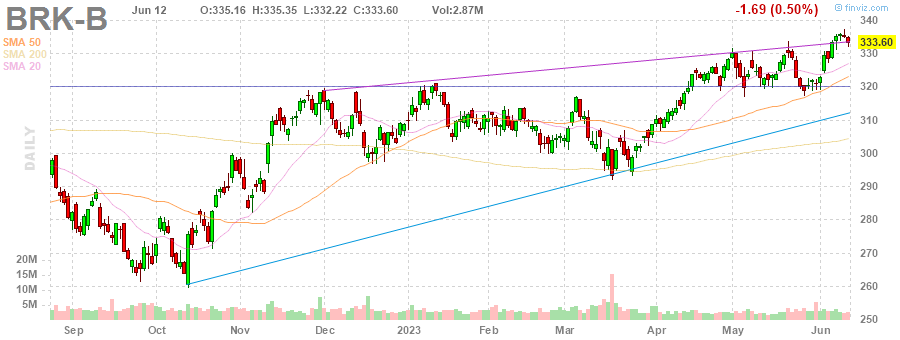 BRK-B Jun 12 O:335.16 H:335.35 L:332.22 C:333.60 Vol:2.87M -1.69 (0.50%) © finviz.com
SMA 50
SMA 200
SMA 20
DAILY
340
330
333.60
320
310
300
290
280
270
260
250
20M
15M
10M
5M
Sep Oct Nov Dec 2023 Feb Mar Apr May Jun